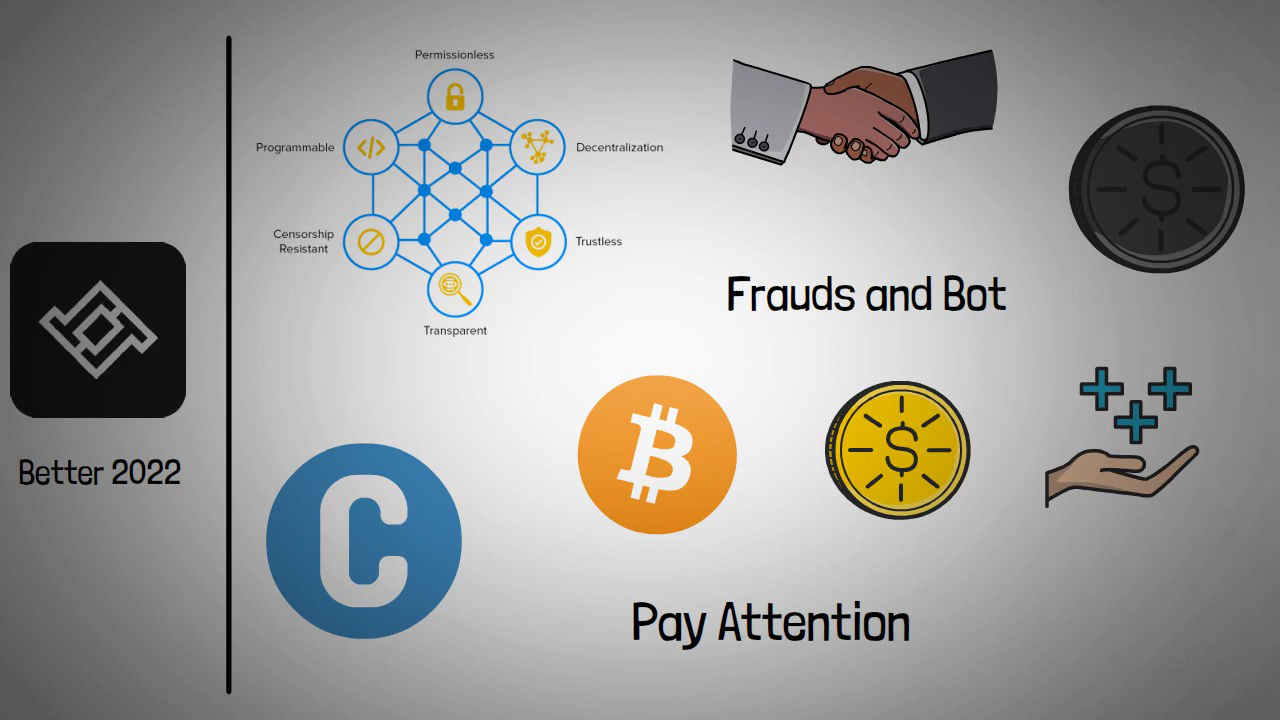 Permissionless
Programmable
Decentralization
Censorship
Resistant
Trustless
Transparent
Frauds and Bot
Better 2022
Pay Attention